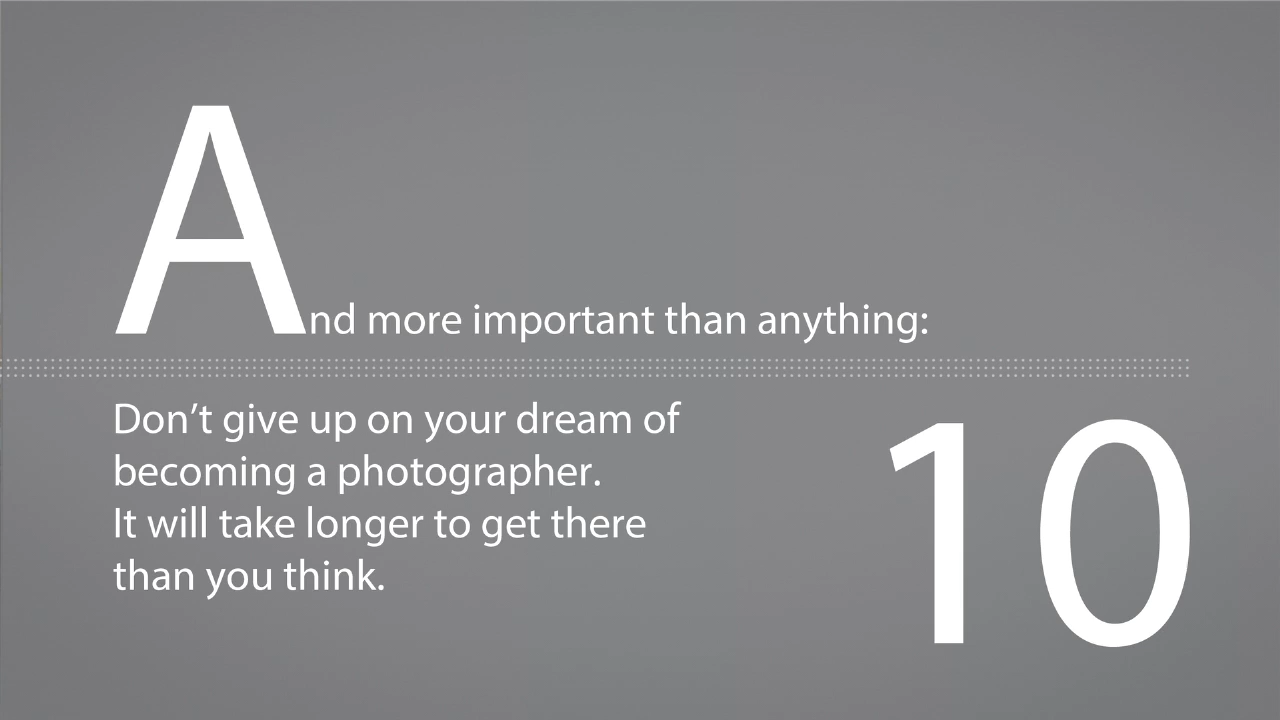 And more important than anything:
Don’t give up on your dream of
becoming a photographer.
It will take longer to get there
than you think.
10